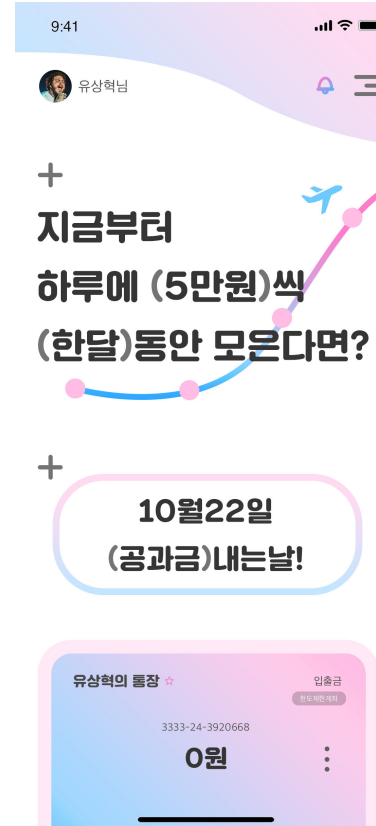 9:41
유상혁님
지금부터
하루에 (5만원)씩
(한달)동안 모은다면?
10월22일
(공과금)내는날!
유상혁의 통장 ☆
입출금
한도제한계좌
3333-24-3920668
0원